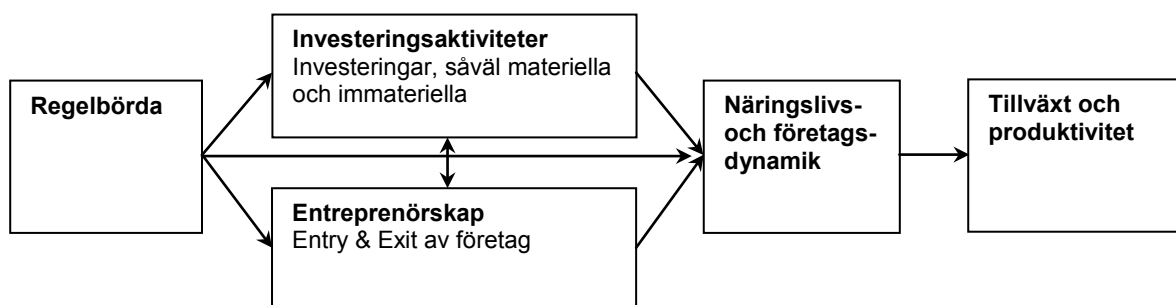 Regelbörda
Investeringsaktiviteter
Investeringar, såväl materiella
och immateriella
Entreprenörskap
Entry & Exit av företag
Näringslivs-
och företags-
dynamik
Tillväxt och
produktivitet